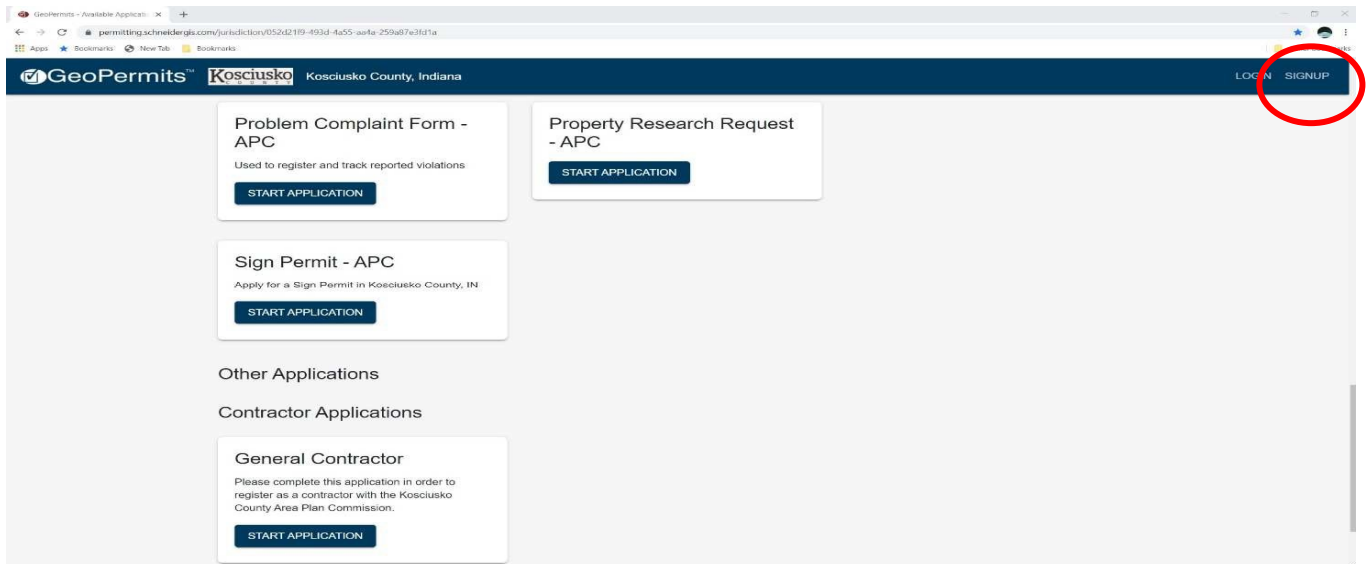 GeoPermits - Available Applicati
permitting.schneidergis.com/jurisdiction/052d21f9-493d-4a55-aa4a-259a87e3fd1a
Apps Bookmarks New Tab Bookmarks
GeoPermits™ Kosciusko COUNTY Kosciusko County, Indiana LOGIN SIGNUP
Problem Complaint Form -
APC
Used to register and track reported violations
START APPLICATION
Property Research Request
- APC
START APPLICATION
Sign Permit - APC
Apply for a Sign Permit in Kosciusko County, IN
START APPLICATION
Other Applications
Contractor Applications
General Contractor
Please complete this application in order to
register as a contractor with the Kosciusko
County Area Plan Commission.
START APPLICATION